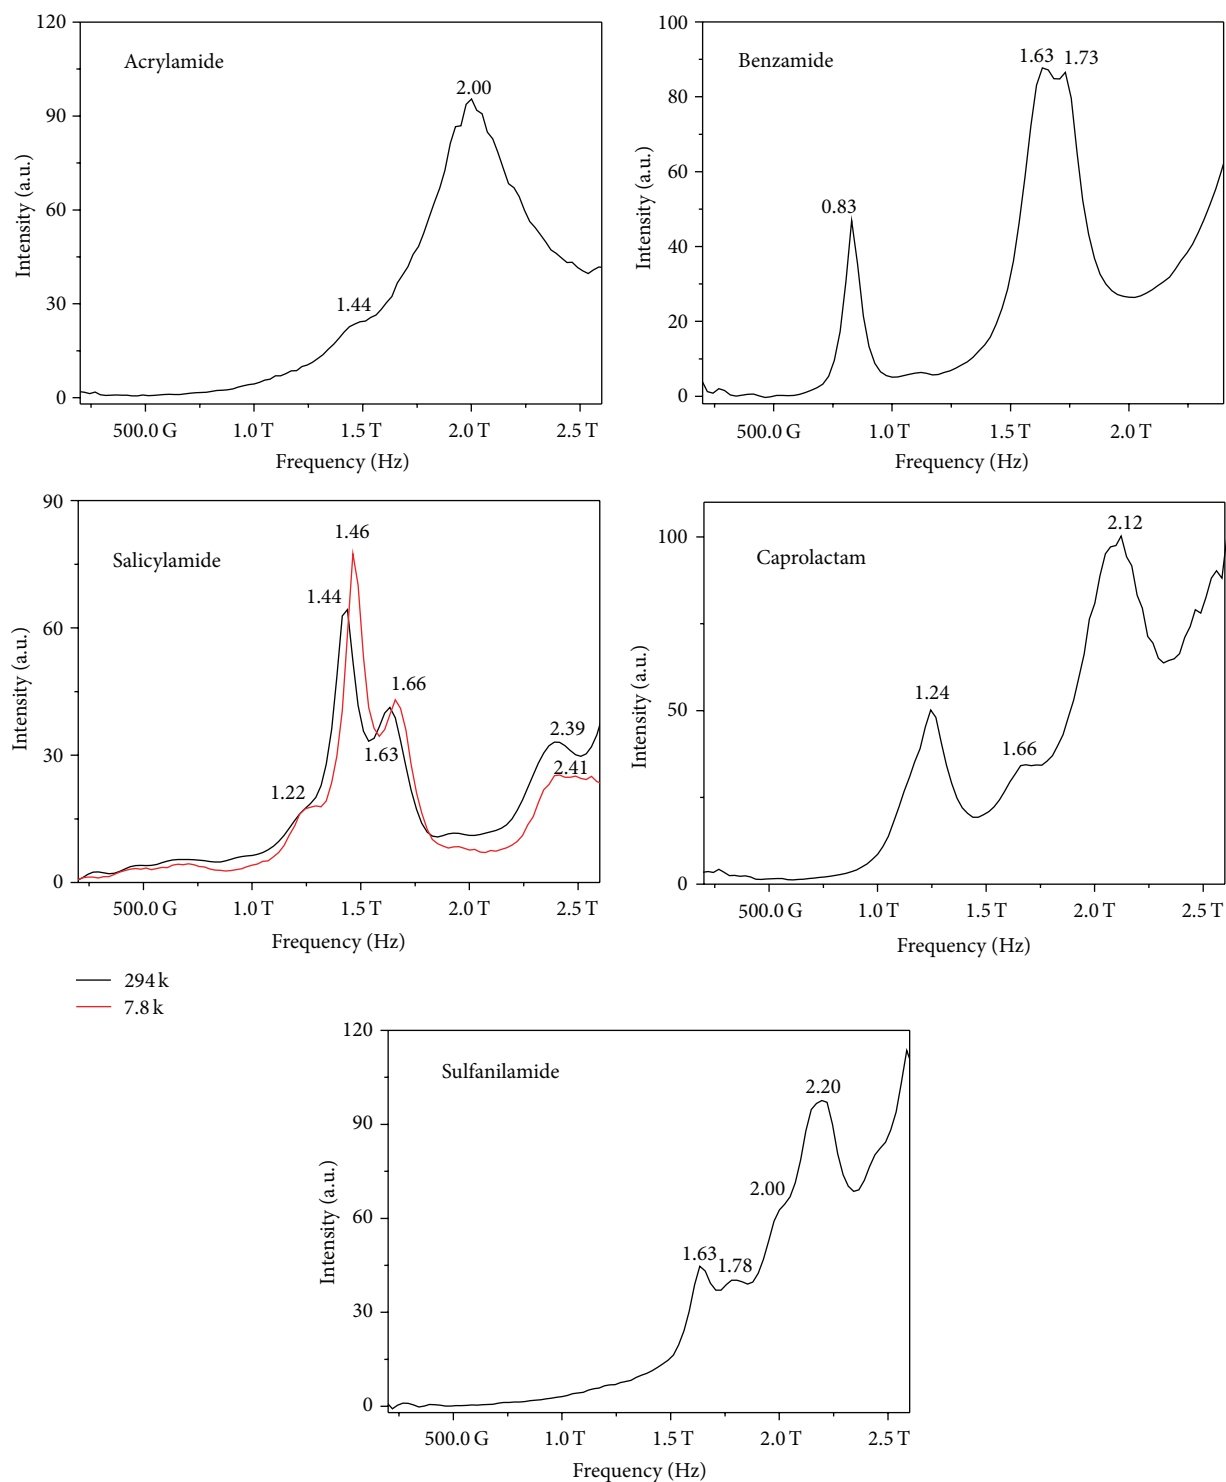 Acrylamide
2.00
1.44
120
90
60
30
0
Intensity (a.u.)
500.0 G 1.0 T 1.5 T 2.0 T 2.5 T
Frequency (Hz)
Benzamide
1.63 1.73
0.83
100
80
60
40
20
0
Intensity (a.u.)
500.0 G 1.0 T 1.5 T 2.0 T
Frequency (Hz)
Salicylamide
1.46
1.44
1.66
1.63
2.39
2.41
1.22
90
60
30
0
Intensity (a.u.)
500.0 G 1.0 T 1.5 T 2.0 T 2.5 T
Frequency (Hz)
294 k
7.8 k
Caprolactam
2.12
1.24
1.66
100
50
0
Intensity (a.u.)
500.0 G 1.0 T 1.5 T 2.0 T 2.5 T
Frequency (Hz)
Sulfanilamide
2.20
2.00
1.63
1.78
120
90
60
30
0
Intensity (a.u.)
500.0 G 1.0 T 1.5 T 2.0 T 2.5 T
Frequency (Hz)